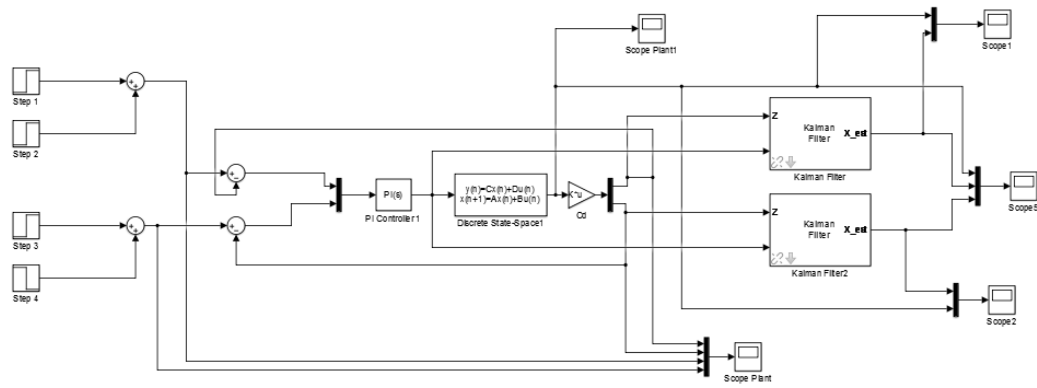 Scope Plant1
Scope1
Step 1
Step 2
Z
Kalman
Filter
X_est
Kalman Filter
PI(s)
PI Controller1
y(n)=Cx(n)+Du(n)
x(n+1)=Ax(n)+Bu(n)
Discrete State-Space1
K*u
Cd
Scope5
Step 3
Step 4
Z
Kalman
Filter
X_est
Kalman Filter2
Scope2
Scope Plant